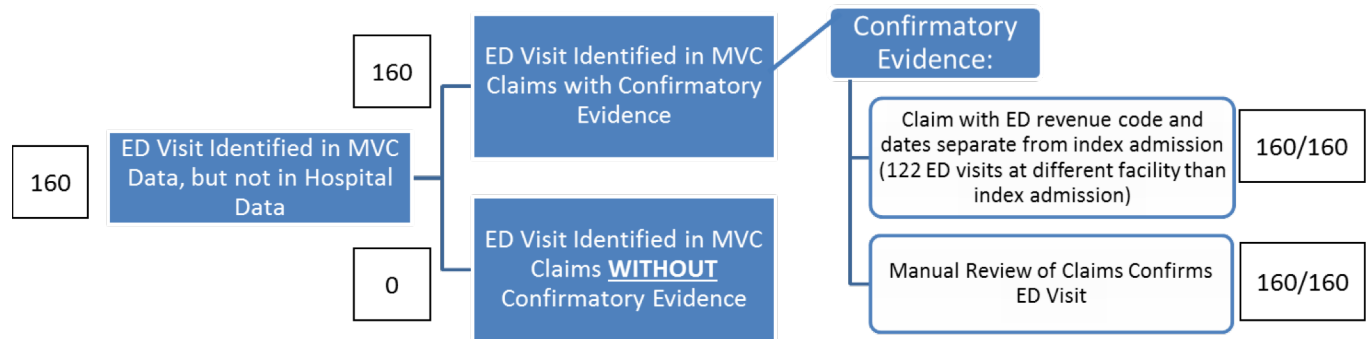 160
ED Visit Identified in MVC
Data, but not in Hospital
Data
160
ED Visit Identified in MVC
Claims with Confirmatory
Evidence
0
ED Visit Identified in MVC
Claims WITHOUT
Confirmatory Evidence
Confirmatory
Evidence:
Claim with ED revenue code and
dates separate from index admission
(122 ED visits at different facility than
index admission)
160/160
Manual Review of Claims Confirms
ED Visit
160/160